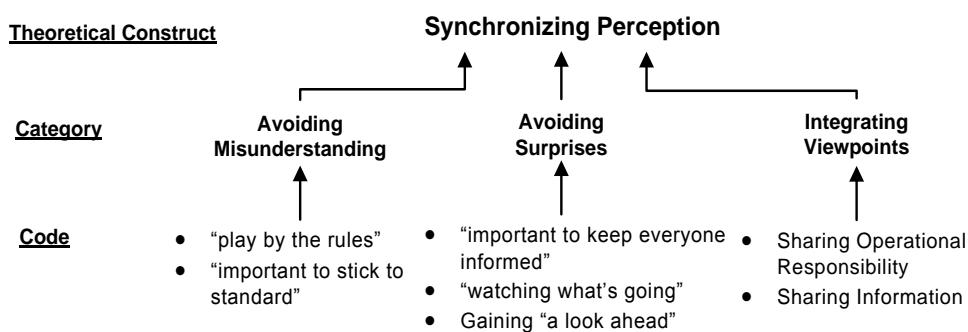 Theoretical Construct
Synchronizing Perception
Category
Avoiding
Misunderstanding
Avoiding
Surprises
Integrating
Viewpoints
Code
• “play by the rules”
• “important to stick to
standard”
• “important to keep everyone
informed”
• “watching what’s going”
• Gaining “a look ahead”
• Sharing Operational
Responsibility
• Sharing Information